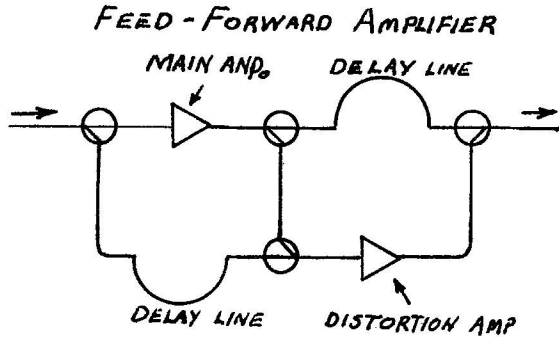 FEED-FORWARD AMPLIFIER
MAIN AMP.
DELAY LINE
DELAY LINE
DISTORTION AMP